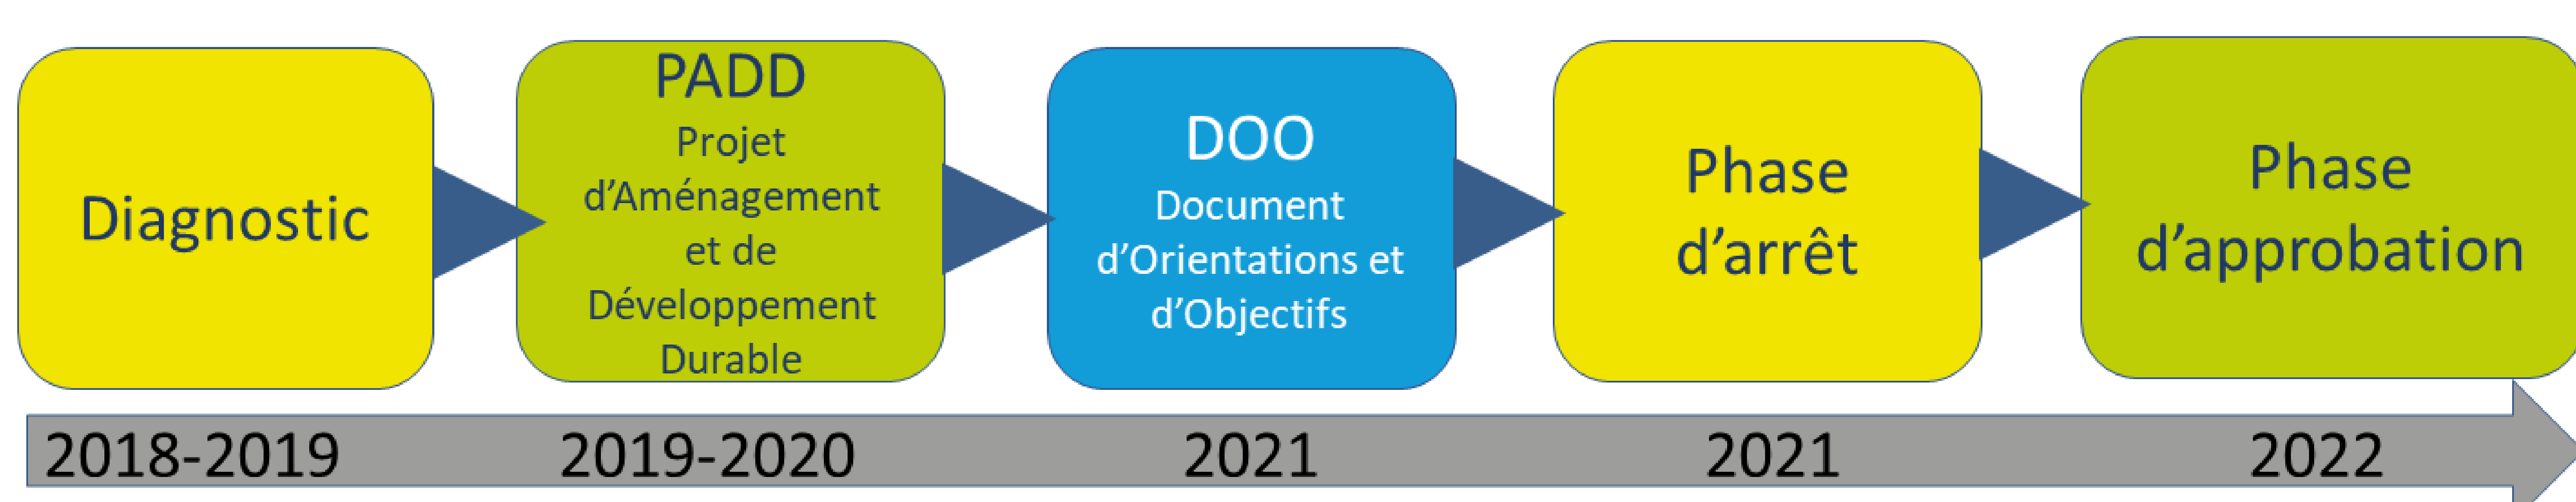 Diagnostic
PADD
Projet
d’Aménagement
et de
Développement
Durable
DOO
Document
d’Orientations et
d’Objectifs
Phase
d’arrêt
Phase
d’approbation
2018-2019
2019-2020
2021
2021
2022